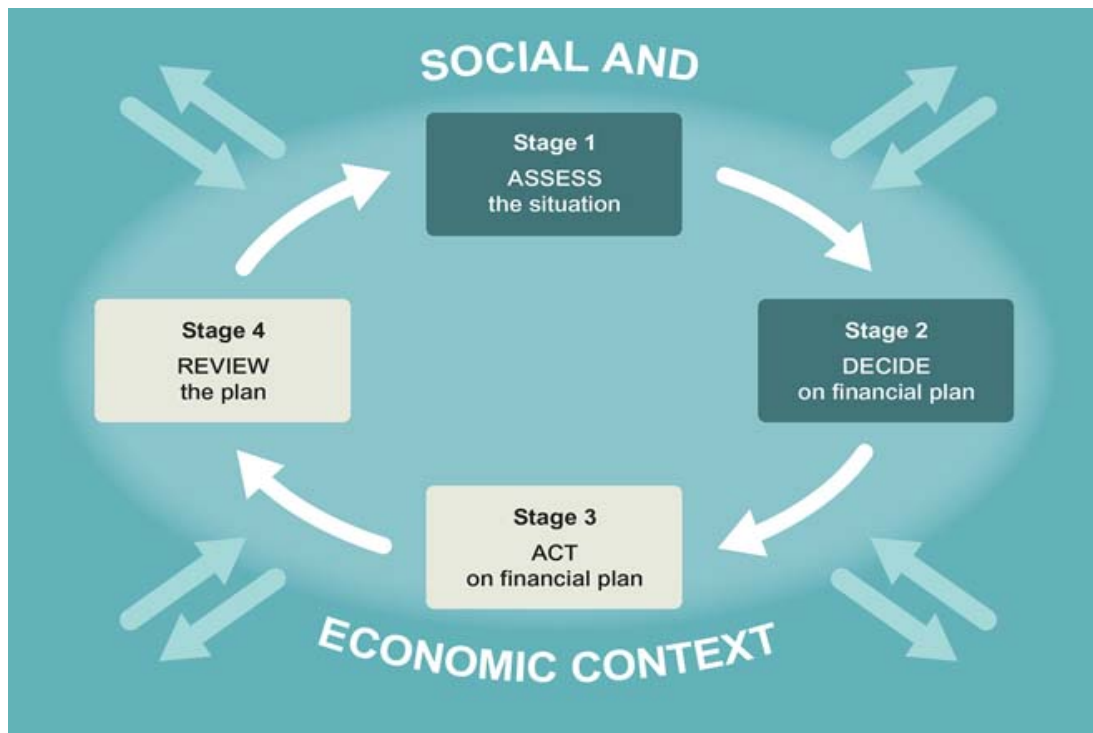 SOCIAL AND
Stage 1
ASSESS
the situation
Stage 2
DECIDE
on financial plan
Stage 3
ACT
on financial plan
Stage 4
REVIEW
the plan
ECONOMIC CONTEXT